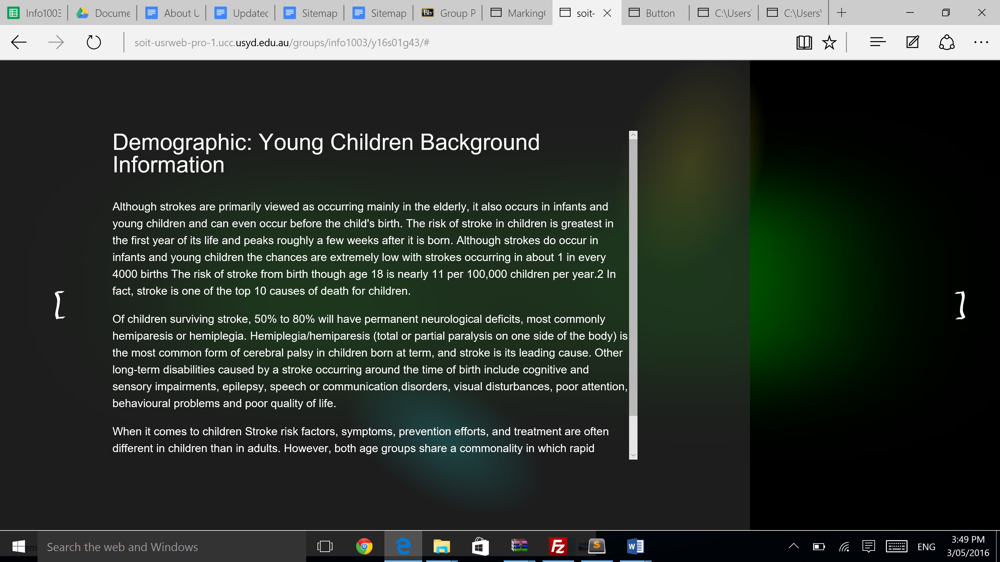 Info1003
Docume
About U
Updated
Sitemap
Sitemap
Bb
Group P
Marking
soit-
Button
C:\Users\
C:\Users\
soit-usrweb-pro-1.ucc.usyd.edu.au/groups/info1003/y16s01g43/#
Demographic: Young Children Background
Information
Although strokes are primarily viewed as occurring mainly in the elderly, it also occurs in infants and
young children and can even occur before the child's birth. The risk of stroke in children is greatest in
the first year of its life and peaks roughly a few weeks after it is born. Although strokes do occur in
infants and young children the chances are extremely low with strokes occurring in about 1 in every
4000 births The risk of stroke from birth though age 18 is nearly 11 per 100,000 children per year.2 In
fact, stroke is one of the top 10 causes of death for children.
Of children surviving stroke, 50% to 80% will have permanent neurological deficits, most commonly
hemiparesis or hemiplegia. Hemiplegia/hemiparesis (total or partial paralysis on one side of the body) is
the most common form of cerebral palsy in children born at term, and stroke is its leading cause. Other
long-term disabilities caused by a stroke occurring around the time of birth include cognitive and
sensory impairments, epilepsy, speech or communication disorders, visual disturbances, poor attention,
behavioural problems and poor quality of life.
When it comes to children Stroke risk factors, symptoms, prevention efforts, and treatment are often
different in children than in adults. However, both age groups share a commonality in which rapid
[ ]
em
Search the web and Windows
ENG
3:49 PM
3/05/2016